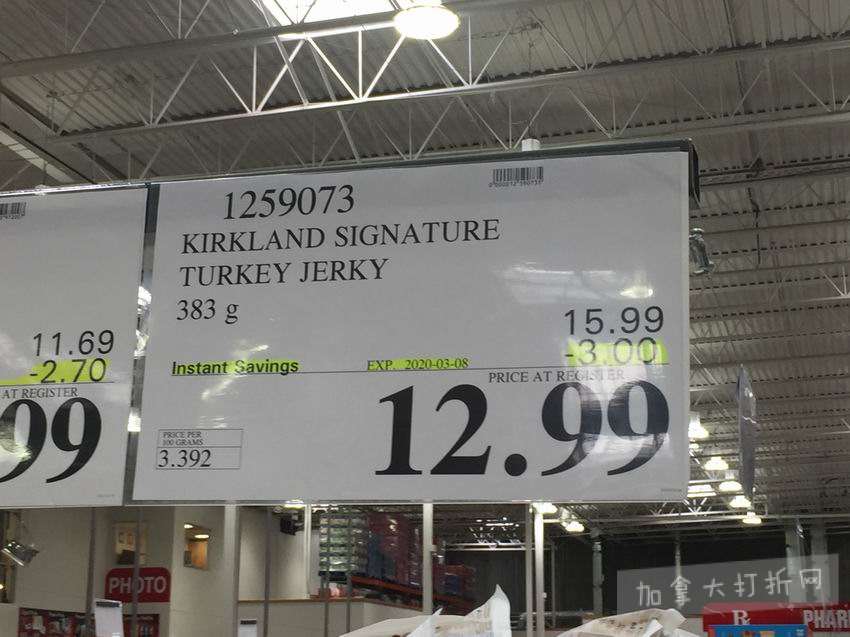 1259073
KIRKLAND SIGNATURE
TURKEY JERKY
383 g
15.99
Instant Savings EXP. 2020-03-08 -3.00
PRICE AT REGISTER
12.99
PRICE PER
100 GRAMS
3.392
11.69
-2.70
AT REGISTER
99
PHOTO
加拿大打折网
PHAR